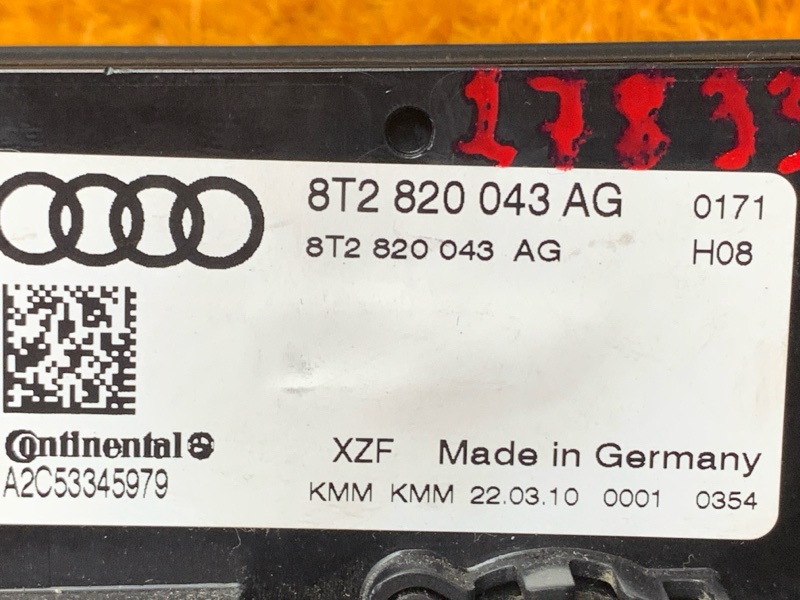 1783
8T2 820 043 AG 0171
8T2 820 043 AG H08
Continental
A2C53345979
XZF Made in Germany
KMM KMM 22.03.10 0001 0354